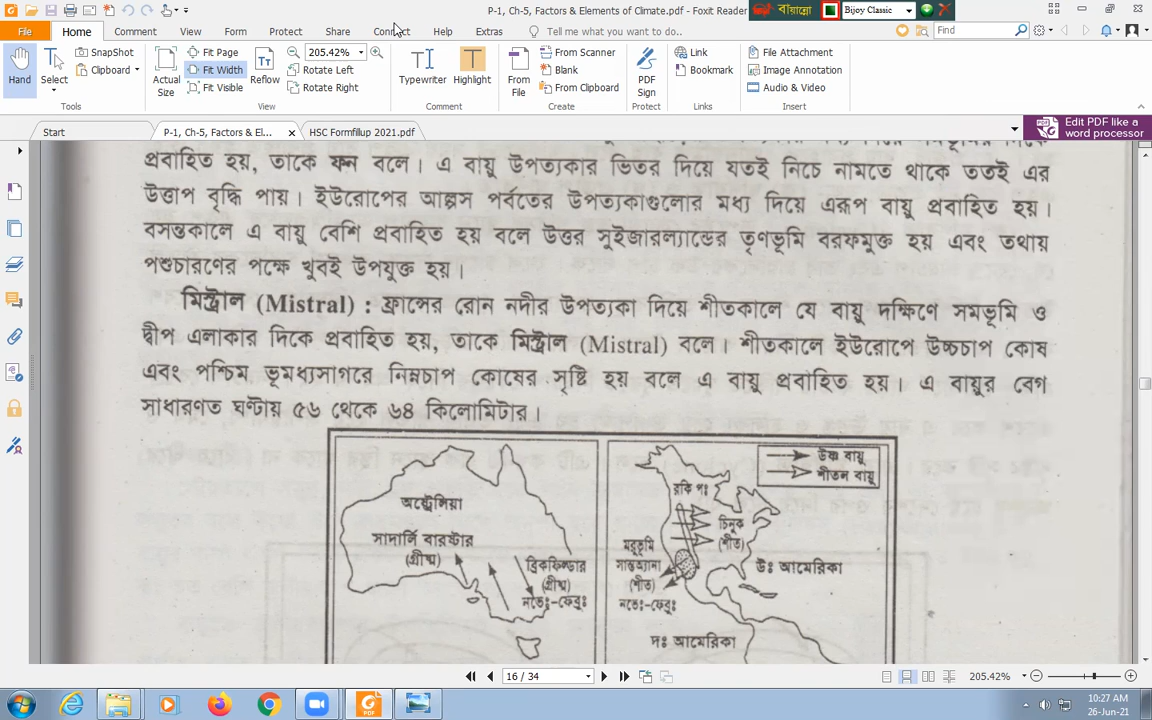 P-1, Ch-5, Factors & Elements of Climate.pdf - Foxit Reader
বাঁয়ান্নো
Bijoy Classic
File Home Comment View Form Protect Share Connect Help Extras Tell me what you want to do.. Find
Hand
Select
SnapShot
Clipboard
Tools
Actual Size
Fit Page
Fit Width
Fit Visible
Reflow
205.42%
Rotate Left
Rotate Right
View
Typewriter
Highlight
Comment
From File
From Scanner
Blank
From Clipboard
Create
PDF Sign
Protect
Link
Bookmark
Links
File Attachment
Image Annotation
Audio & Video
Insert
Start
P-1, Ch-5, Factors & El...
HSC Formfillup 2021.pdf
Edit PDF like a word processor
প্রবাহিত হয়, তাকে ফন বলে। এ বায়ু উপত্যকার ভিতর দিয়ে যতই নিচে নামতে থাকে ততই এর
উত্তাপ বৃদ্ধি পায়। ইউরোপের আল্পস পর্বতের উপত্যকাগুলোর মধ্য দিয়ে এরূপ বায়ু প্রবাহিত হয়।
বসন্তকালে এ বায়ু বেশি প্রবাহিত হয় বলে উত্তর সুইজারল্যান্ডের তৃণভূমি বরফমুক্ত হয় এবং তথায়
পশুচারণের পক্ষে খুবই উপযুক্ত হয়।
মিস্ট্রাল (Mistral) : ফ্রান্সের রোন নদীর উপত্যকা দিয়ে শীতকালে যে বায়ু দক্ষিণে সমভূমি ও
দ্বীপ এলাকার দিকে প্রবাহিত হয়, তাকে মিস্ট্রাল (Mistral) বলে। শীতকালে ইউরোপে উচ্চচাপ কোষ
এবং পশ্চিম ভূমধ্যসাগরে নিম্নচাপ কোষের সৃষ্টি হয় বলে এ বায়ু প্রবাহিত হয়। এ বায়ুর বেগ
সাধারণত ঘণ্টায় ৫৬ থেকে ৬৪ কিলোমিটার।
অস্ট্রেলিয়া
সাদার্লি বারস্টার
(গ্রীষ্ম)
ব্রিকফিল্ডার
(গ্রীষ্ম)
নভেঃ-ফেব্রুঃ
উষ্ণ বায়ু
শীতল বায়ু
রকি পঃ
চিনুক
(শীত)
মরুভূমি
সান্তাআনা
(শীত)
নভেঃ-ফেব্রুঃ
উঃ আমেরিকা
দঃ আমেরিকা
16 / 34
205.42%
10:27 AM
26-Jun-21